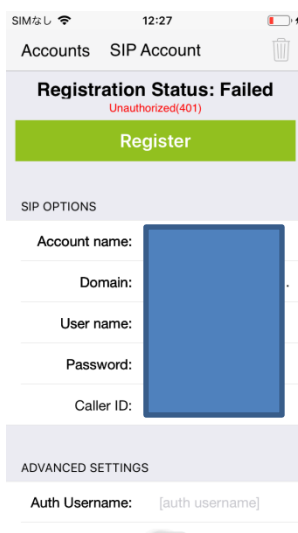 SIMなし 12:27
Accounts SIP Account
Registration Status: Failed
Unauthorized(401)
Register
SIP OPTIONS
Account name:
Domain:
.
User name:
Password:
Caller ID:
ADVANCED SETTINGS
Auth Username: [auth username]